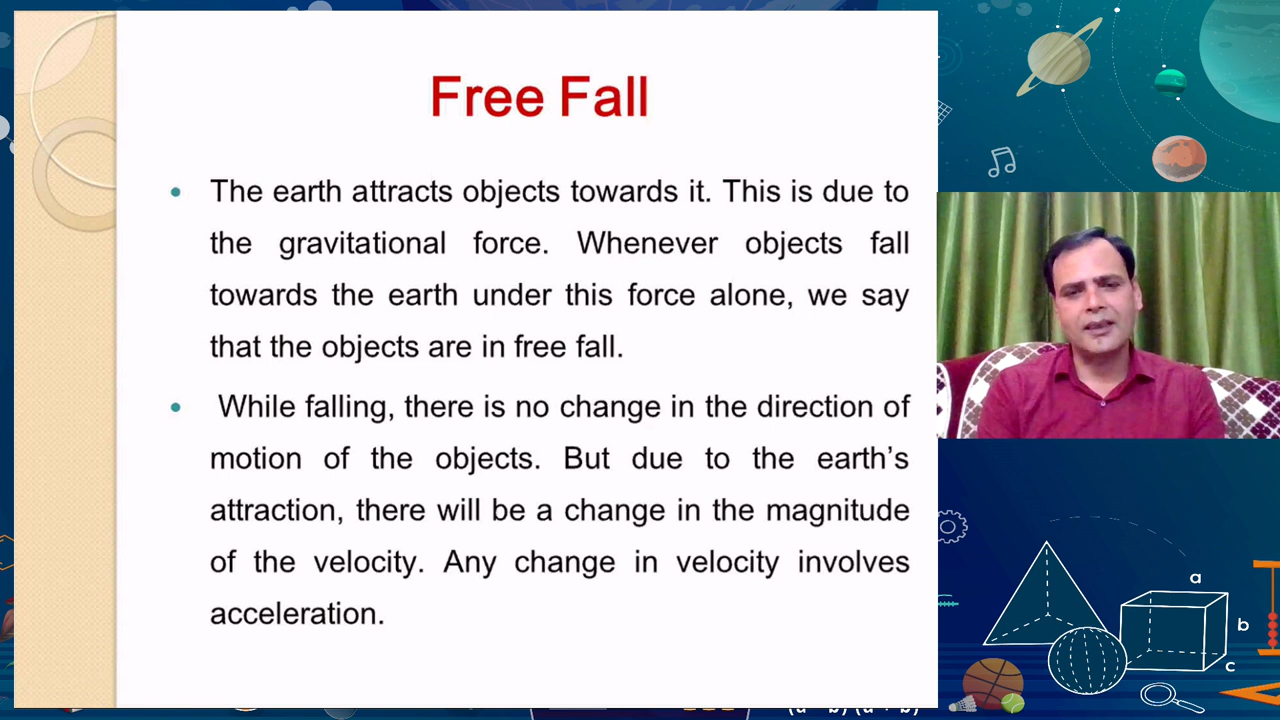 Free Fall
• The earth attracts objects towards it. This is due to
the gravitational force. Whenever objects fall
towards the earth under this force alone, we say
that the objects are in free fall.
• While falling, there is no change in the direction of
motion of the objects. But due to the earth’s
attraction, there will be a change in the magnitude
of the velocity. Any change in velocity involves
acceleration.
a
b
c